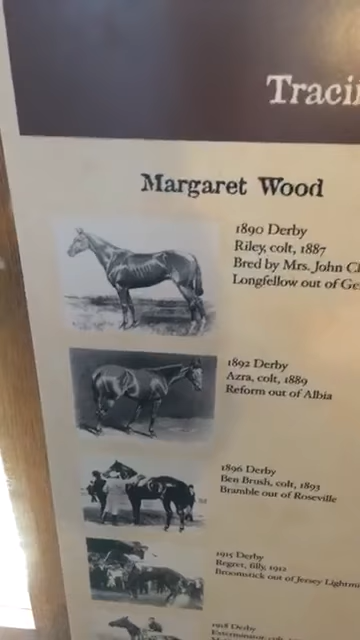 Margaret Wood
1890 Derby
Riley, colt, 1887
Bred by Mrs. John
Longfellow out of
1892 Derby
Azra, colt, 1889
Reform out of Albia
1896 Derby
Ben Brush, colt, 1893
Bramble out of Roseville
1915 Derby
Regret, filly, 1912
Broomstick out of Jersey
1918 Derby